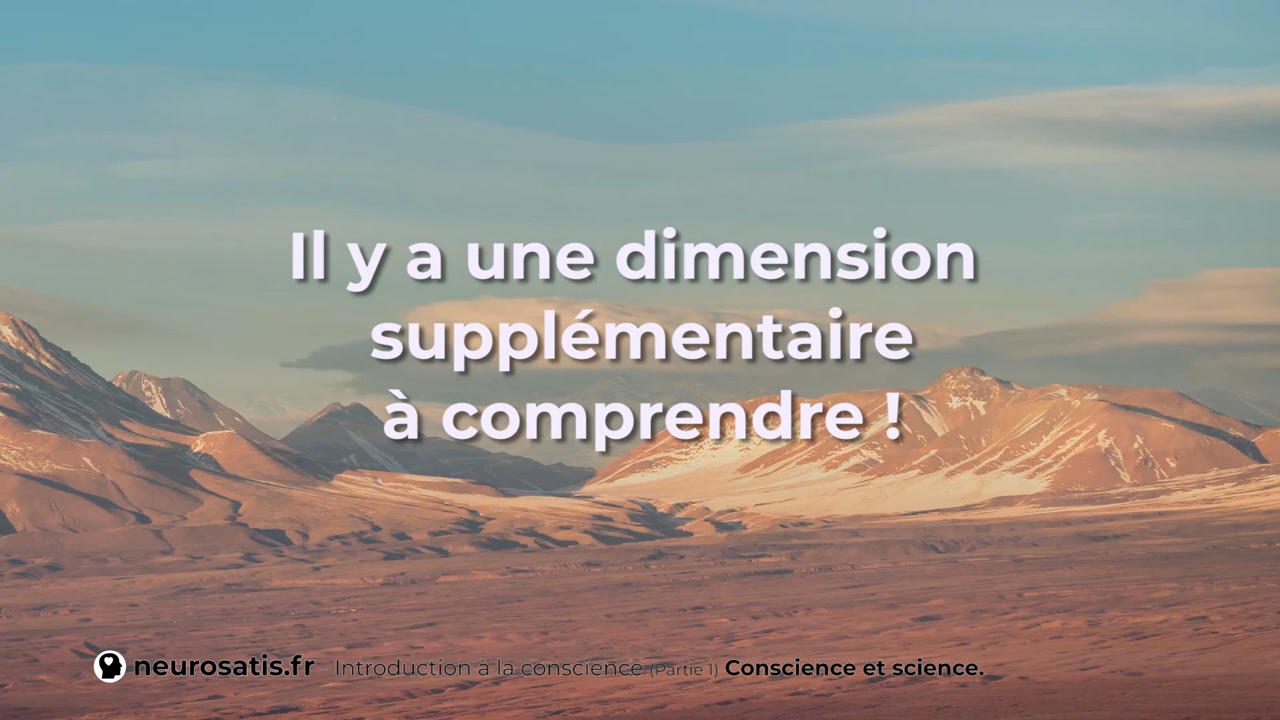 Il y a une dimension
supplémentaire
à comprendre !
neurosatis.fr Introduction à la conscience (Partie 1) Conscience et science.